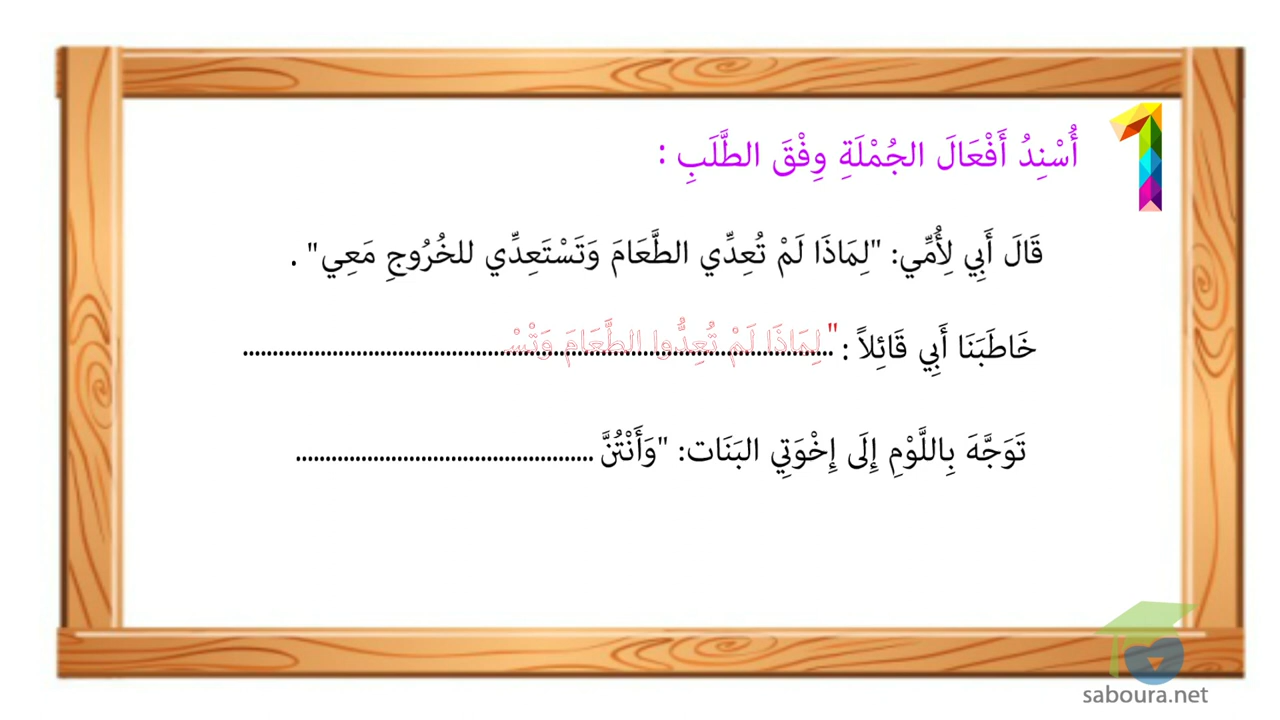 1
أُسْنِدُ أَفْعَالَ الجُمْلَةِ وِفْقَ الطَّلَبِ :
قَالَ أَبِي لِأُمِّي: "لِمَاذَا لَمْ تُعِدِّي الطَّعَامَ وَتَسْتَعِدِّي للخُرُوجِ مَعِي" .
خَاطَبَنَا أَبِي قَائِلاً : "لِمَاذَا لَمْ تُعِدُّوا الطَّعَامَ وَتْسْـ
تَوَجَّهَ بِاللَّوْمِ إِلَى إِخْوَتِي البَنَات: "وَأَنْتُنَّ ..................................................
saboura.net